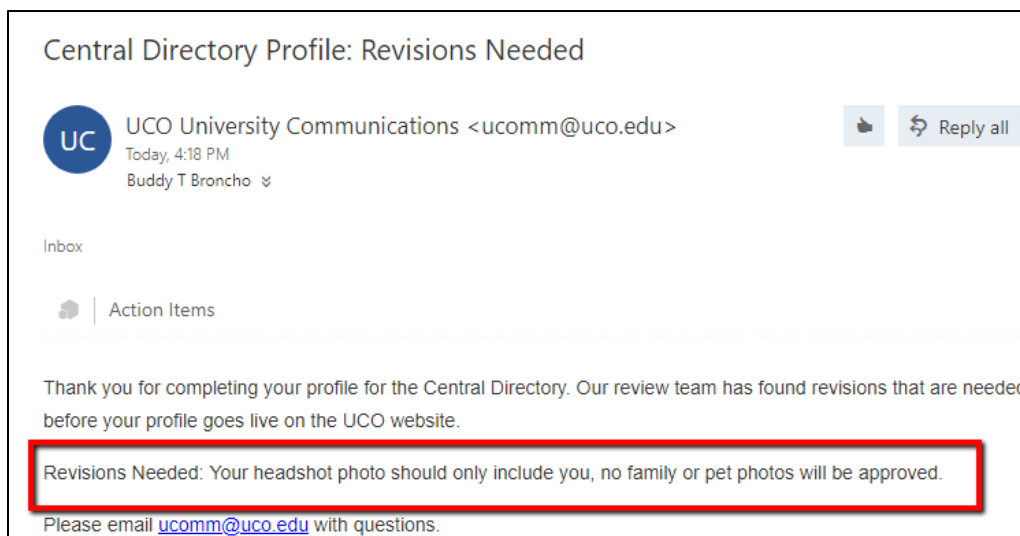 Central Directory Profile: Revisions Needed
UC
UCO University Communications <ucomm@uco.edu>
Reply all
Today, 4:18 PM
Buddy T Broncho
Inbox
Action Items
Thank you for completing your profile for the Central Directory. Our review team has found revisions that are needed
before your profile goes live on the UCO website.
Revisions Needed: Your headshot photo should only include you, no family or pet photos will be approved.
Please email ucomm@uco.edu with questions.